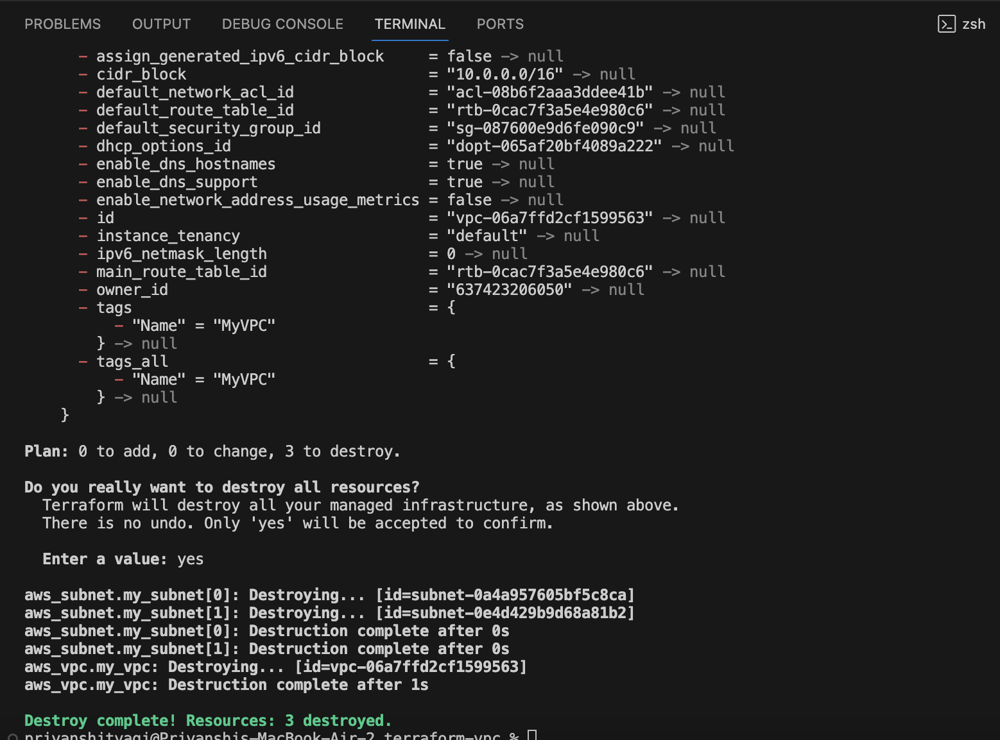 PROBLEMS OUTPUT DEBUG CONSOLE TERMINAL PORTS zsh
- assign_generated_ipv6_cidr_block = false -> null
- cidr_block = "10.0.0.0/16" -> null
- default_network_acl_id = "acl-08b6f2aaa3ddee41b" -> null
- default_route_table_id = "rtb-0cac7f3a5e4e980c6" -> null
- default_security_group_id = "sg-087600e9d6fe090c9" -> null
- dhcp_options_id = "dopt-065af20bf4089a222" -> null
- enable_dns_hostnames = true -> null
- enable_dns_support = true -> null
- enable_network_address_usage_metrics = false -> null
- id = "vpc-06a7ffd2cf1599563" -> null
- instance_tenancy = "default" -> null
- ipv6_netmask_length = 0 -> null
- main_route_table_id = "rtb-0cac7f3a5e4e980c6" -> null
- owner_id = "637423206050" -> null
- tags = {
- "Name" = "MyVPC"
} -> null
- tags_all = {
- "Name" = "MyVPC"
} -> null
}
Plan: 0 to add, 0 to change, 3 to destroy.
Do you really want to destroy all resources?
Terraform will destroy all your managed infrastructure, as shown above.
There is no undo. Only 'yes' will be accepted to confirm.
Enter a value: yes
aws_subnet.my_subnet[0]: Destroying... [id=subnet-0a4a957605bf5c8ca]
aws_subnet.my_subnet[1]: Destroying... [id=subnet-0e4d429b9d68a81b2]
aws_subnet.my_subnet[0]: Destruction complete after 0s
aws_subnet.my_subnet[1]: Destruction complete after 0s
aws_vpc.my_vpc: Destroying... [id=vpc-06a7ffd2cf1599563]
aws_vpc.my_vpc: Destruction complete after 1s
Destroy complete! Resources: 3 destroyed.
priyanshityagi@Priyanshis-MacBook-Air-2 terraform-vpc %